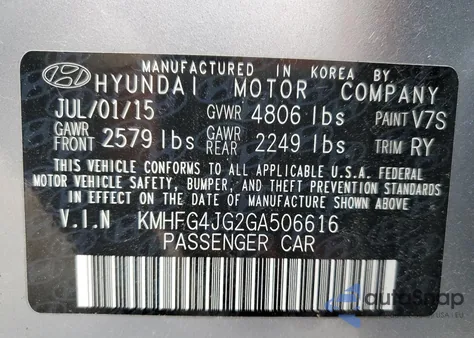 MANUFACTURED IN KOREA BY
HYUNDAI MOTOR COMPANY
JUL/01/15 GVWR 4806 lbs PAINT V7S
GAWR FRONT 2579 lbs GAWR REAR 2249 lbs TRIM RY
THIS VEHICLE CONFORMS TO ALL APPLICABLE U.S.A. FEDERAL
MOTOR VEHICLE SAFETY, BUMPER, AND THEFT PREVENTION STANDARDS
IN EFFECT ON THE DATE OF MANUFACTURE SHOWN ABOVE.
V.I.N KMHFG4JG2GA506616
PASSENGER CAR
autoSnap